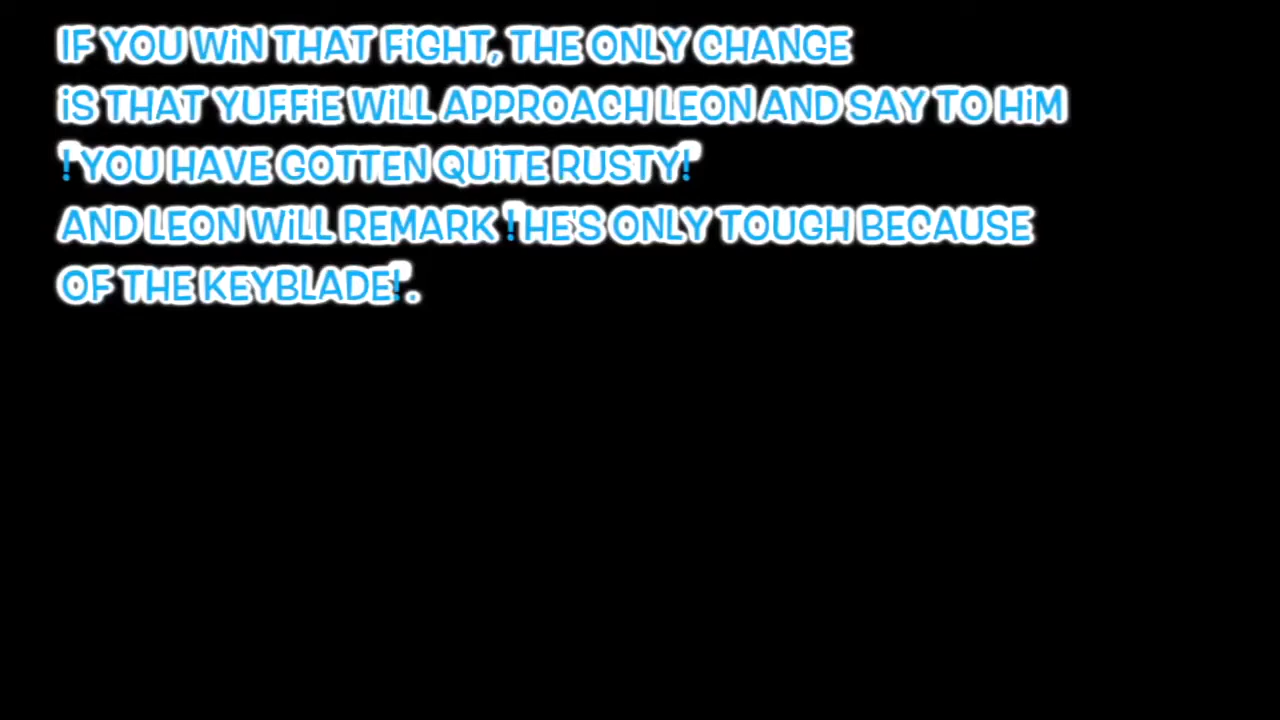 IF YOU WiN THAT FiGHT, THE ONLY CHANGE
iS THAT YUFFiE WiLL APPROACH LEON AND SAY TO HiM
!"YOU HAVE GOTTEN QUiTE RUSTY!"
AND LEON WiLL REMARK !"HE'S ONLY TOUGH BECAUSE
OF THE KEYBLADE!".